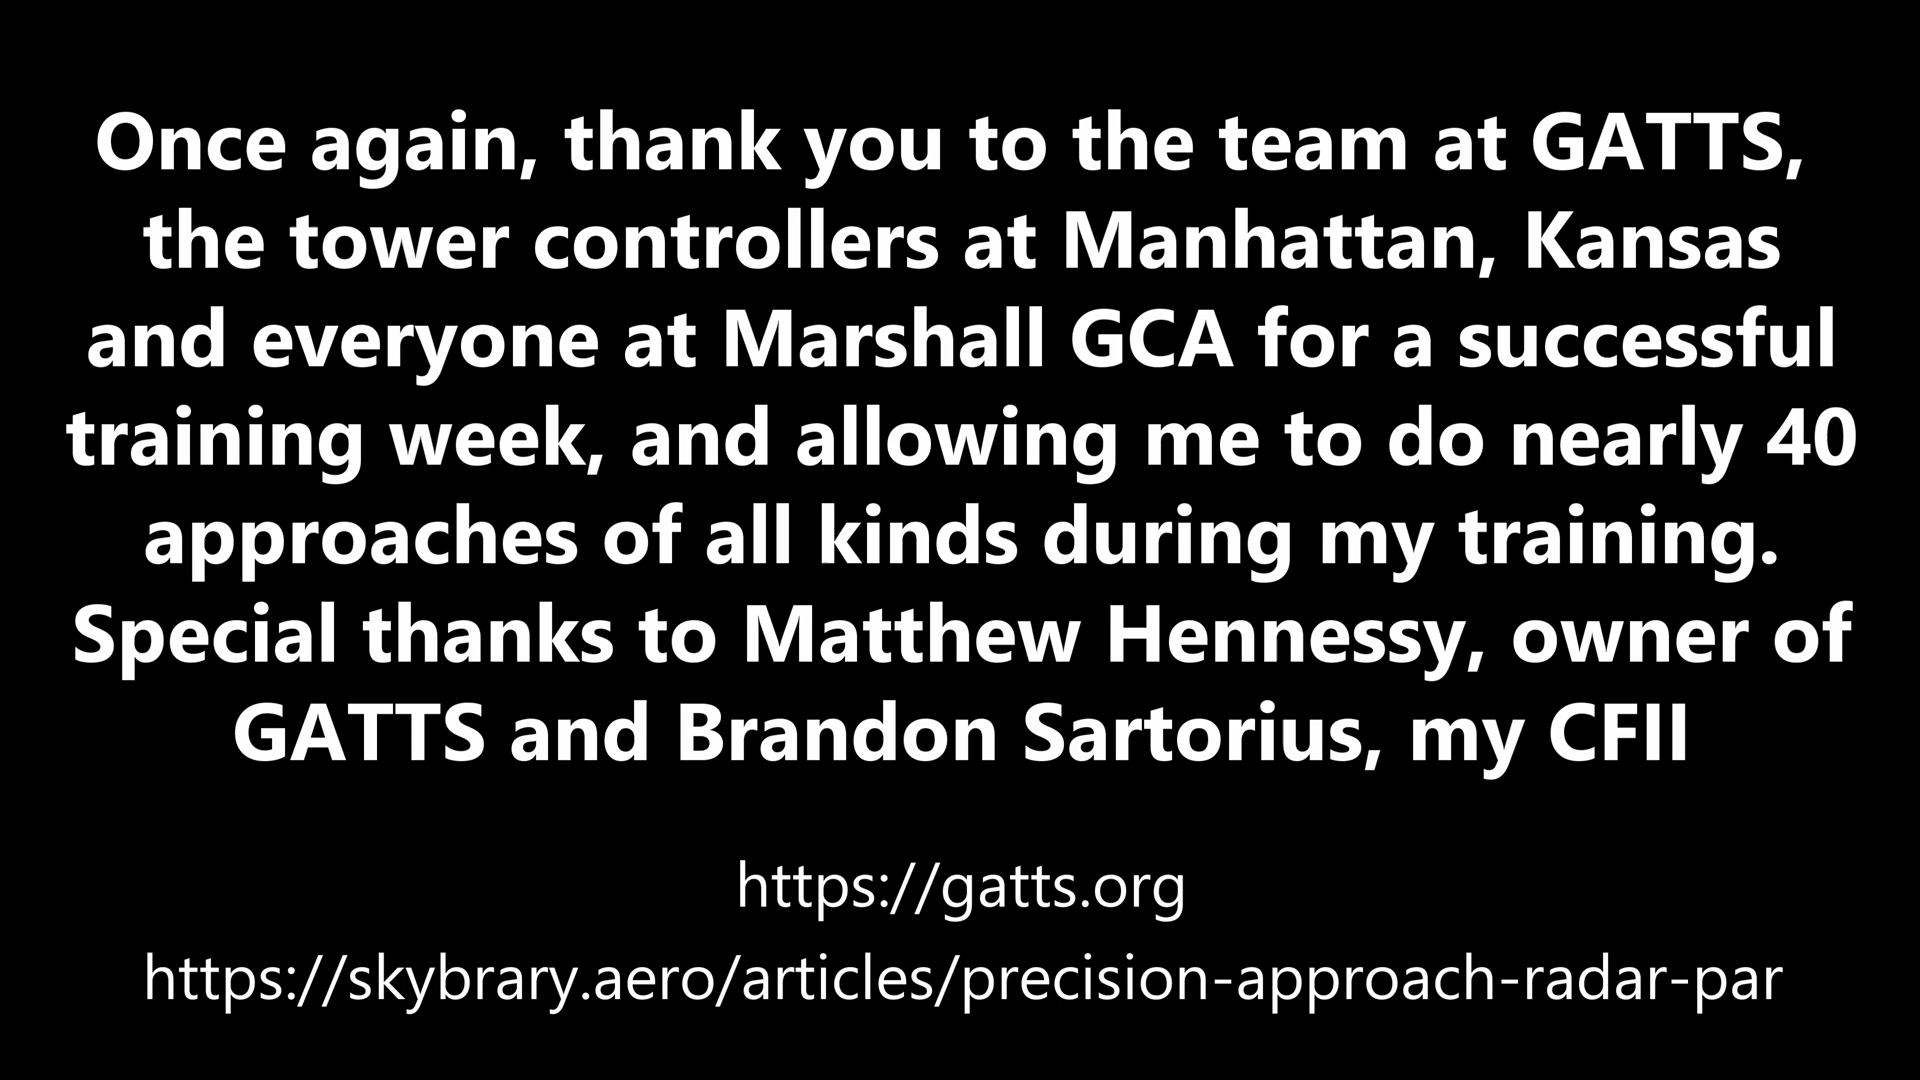 Once again, thank you to the team at GATTS,
the tower controllers at Manhattan, Kansas
and everyone at Marshall GCA for a successful
training week, and allowing me to do nearly 40
approaches of all kinds during my training.
Special thanks to Matthew Hennessy, owner of
GATTS and Brandon Sartorius, my CFII
https://gatts.org
https://skybrary.aero/articles/precision-approach-radar-par